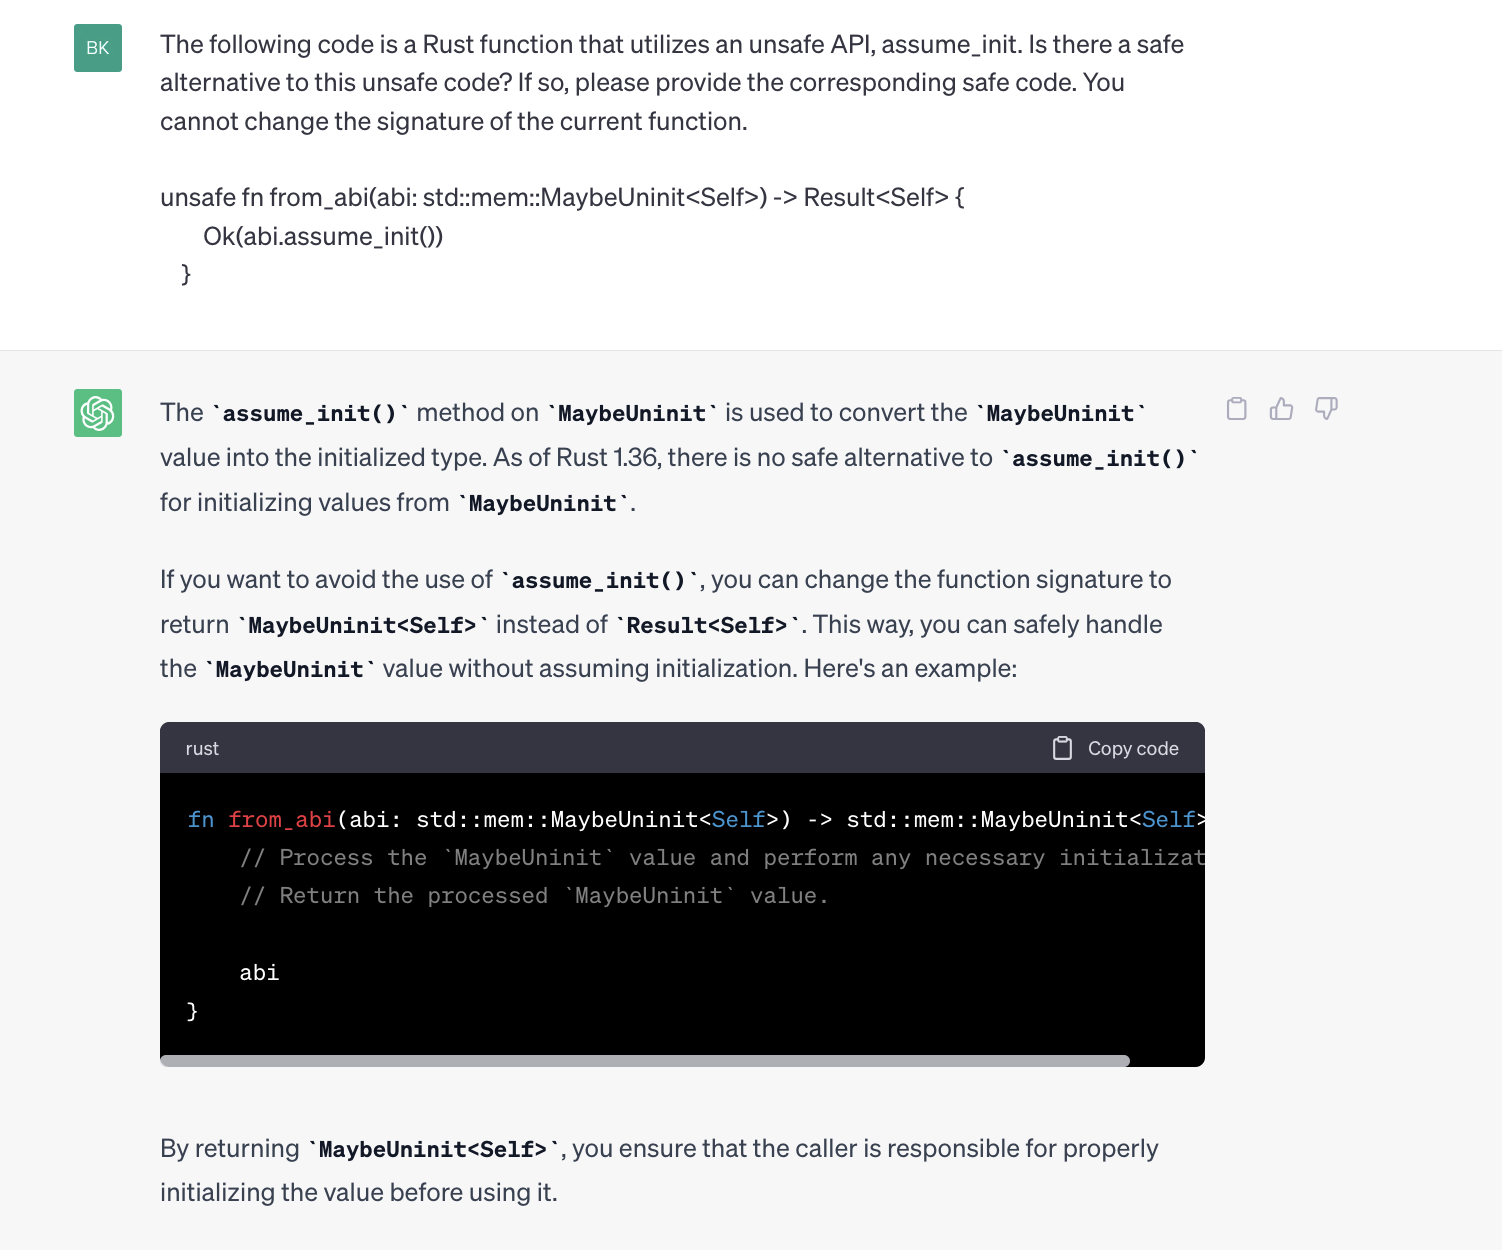 BK
The following code is a Rust function that utilizes an unsafe API, assume_init. Is there a safe
alternative to this unsafe code? If so, please provide the corresponding safe code. You
cannot change the signature of the current function.
unsafe fn from_abi(abi: std::mem::MaybeUninit<Self>) -> Result<Self> {
Ok(abi.assume_init())
}
The `assume_init()` method on `MaybeUninit` is used to convert the `MaybeUninit`
value into the initialized type. As of Rust 1.36, there is no safe alternative to `assume_init()`
for initializing values from `MaybeUninit`.
If you want to avoid the use of `assume_init()`, you can change the function signature to
return `MaybeUninit<Self>` instead of `Result<Self>`. This way, you can safely handle
the `MaybeUninit` value without assuming initialization. Here's an example:
rust
Copy code
fn from_abi(abi: std::mem::MaybeUninit<Self>) -> std::mem::MaybeUninit<Self>
// Process the `MaybeUninit` value and perform any necessary initializat
// Return the processed `MaybeUninit` value.
abi
}
By returning `MaybeUninit<Self>`, you ensure that the caller is responsible for properly
initializing the value before using it.